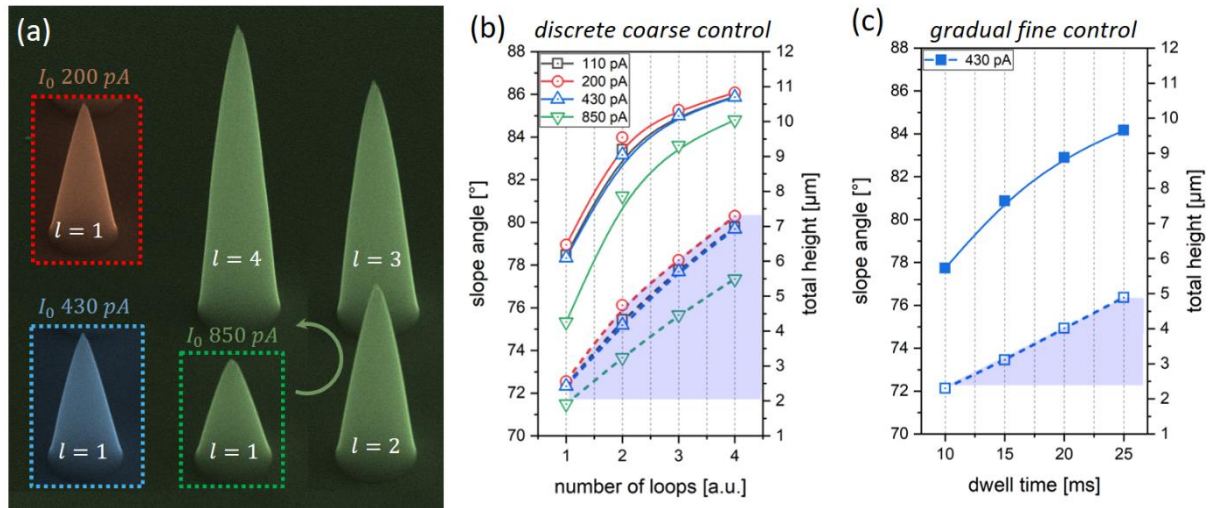 (a)
I₀ 200 pA
l = 1
l = 4
l = 3
I₀ 430 pA
l = 1
I₀ 850 pA
l = 1
l = 2
(b)
discrete coarse control
110 pA
200 pA
430 pA
850 pA
slope angle [°]
88
86
84
82
80
78
76
74
72
70
total height [µm]
12
11
10
9
8
7
6
5
4
3
2
1
1 2 3 4
number of loops [a.u.]
(c)
gradual fine control
430 pA
slope angle [°]
88
86
84
82
80
78
76
74
72
70
total height [µm]
12
11
10
9
8
7
6
5
4
3
2
1
10 15 20 25
dwell time [ms]